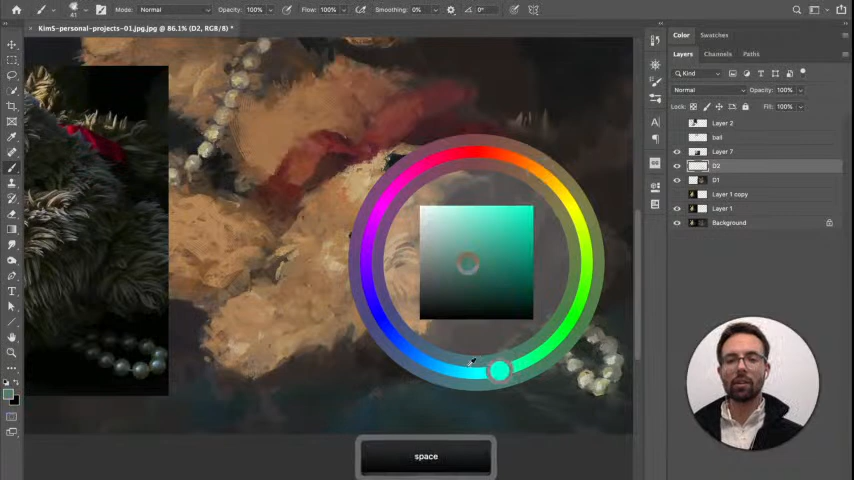 Mode: Normal Opacity: 100% Flow: 100% Smoothing: 0% 0°
KimS-personal-projects-01.jpg.jpg @ 86.1% (D2, RGB/8) *
Color Swatches
Layers Channels Paths
Kind
Normal Opacity: 100%
Lock: Fill: 100%
Layer 2
ball
Layer 7
D2
D1
Layer 1 copy
Layer 1
Background
space